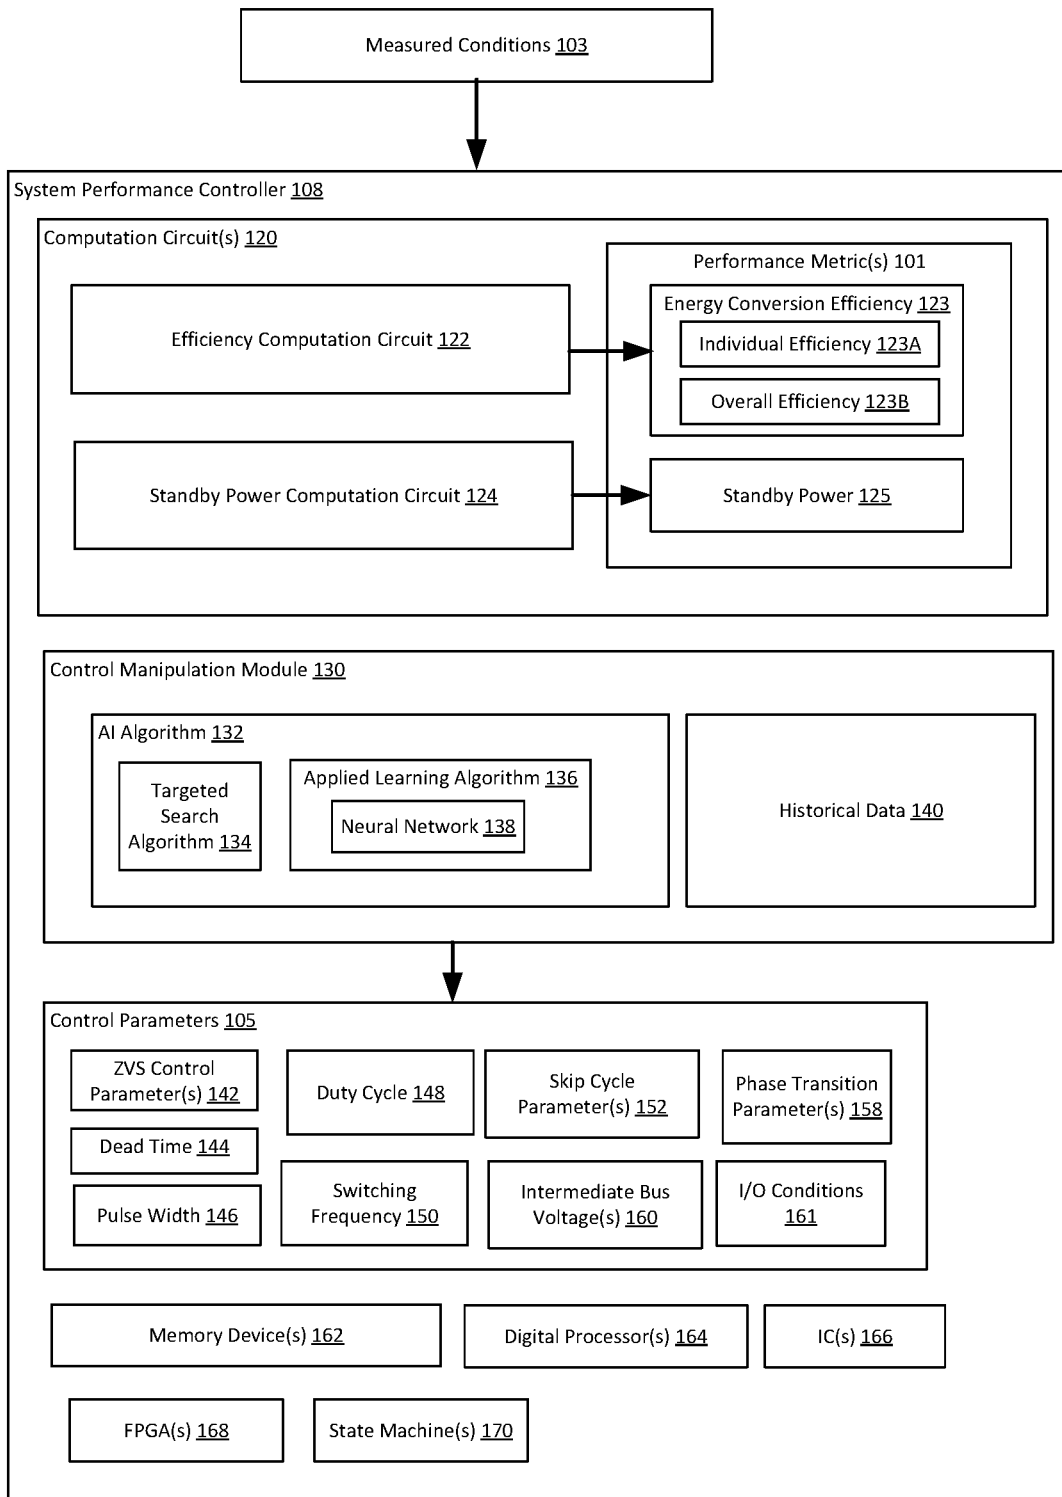 Measured Conditions 103
System Performance Controller 108
Computation Circuit(s) 120
Performance Metric(s) 101
Efficiency Computation Circuit 122
Energy Conversion Efficiency 123
Individual Efficiency 123A
Overall Efficiency 123B
Standby Power Computation Circuit 124
Standby Power 125
Control Manipulation Module 130
AI Algorithm 132
Targeted
Search
Algorithm 134
Applied Learning Algorithm 136
Neural Network 138
Historical Data 140
Control Parameters 105
ZVS Control
Parameter(s) 142
Duty Cycle 148
Skip Cycle
Parameter(s) 152
Phase Transition
Parameter(s) 158
Dead Time 144
Pulse Width 146
Switching
Frequency 150
Intermediate Bus
Voltage(s) 160
I/O Conditions
161
Memory Device(s) 162
Digital Processor(s) 164
IC(s) 166
FPGA(s) 168
State Machine(s) 170